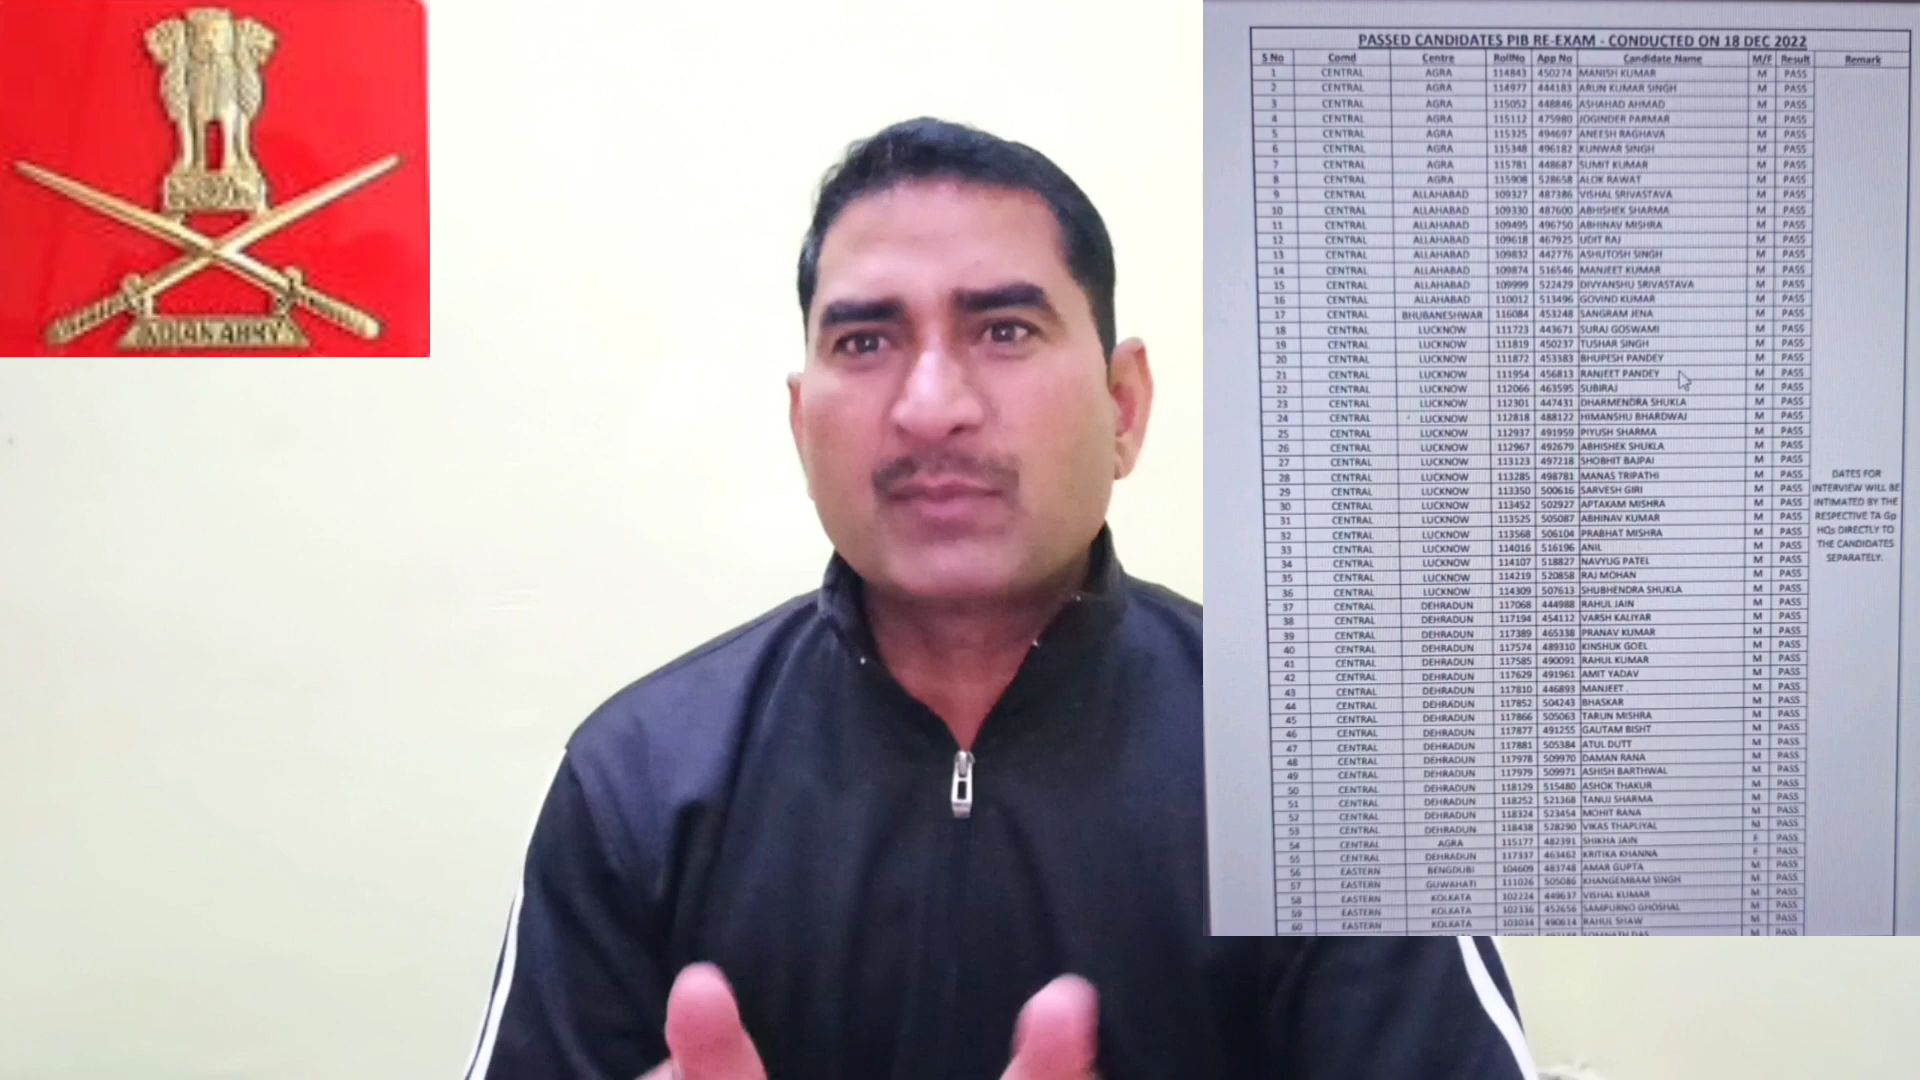 INDIAN ARMY
PASSED CANDIDATES PIB RE-EXAM - CONDUCTED ON 18 DEC 2022
S No Comd Centre RollNo App No Candidate Name M/F Result Remark
1 CENTRAL AGRA 114843 450274 MANISH KUMAR M PASS
2 CENTRAL AGRA 114977 444183 ARUN KUMAR SINGH M PASS
3 CENTRAL AGRA 115052 448846 ASHAHAD AHMAD M PASS
4 CENTRAL AGRA 115112 475980 JOGINDER PARMAR M PASS
5 CENTRAL AGRA 115325 494697 ANEESH RAGHAVA M PASS
6 CENTRAL AGRA 115348 496182 KUNWAR SINGH M PASS
7 CENTRAL AGRA 115781 448687 SUMIT KUMAR M PASS
8 CENTRAL AGRA 115908 528658 ALOK RAWAT M PASS
9 CENTRAL ALLAHABAD 109327 487386 VISHAL SRIVASTAVA M PASS
10 CENTRAL ALLAHABAD 109330 487600 ABHISHEK SHARMA M PASS
11 CENTRAL ALLAHABAD 109495 496750 ABHINAV MISHRA M PASS
12 CENTRAL ALLAHABAD 109618 467925 UDIT RAJ M PASS
13 CENTRAL ALLAHABAD 109832 442776 ASHUTOSH SINGH M PASS
14 CENTRAL ALLAHABAD 109874 516546 MANJEET KUMAR M PASS
15 CENTRAL ALLAHABAD 109999 522429 DIVYANSHU SRIVASTAVA M PASS
16 CENTRAL ALLAHABAD 110012 513496 GOVIND KUMAR M PASS
17 CENTRAL BHUBANESHWAR 116084 453248 SANGRAM JENA M PASS
18 CENTRAL LUCKNOW 111723 443671 SURAJ GOSWAMI M PASS
19 CENTRAL LUCKNOW 111819 450237 TUSHAR SINGH M PASS
20 CENTRAL LUCKNOW 111872 453383 BHUPESH PANDEY M PASS
21 CENTRAL LUCKNOW 111954 456813 RANJEET PANDEY M PASS
22 CENTRAL LUCKNOW 112066 463595 SUBIRAJ M PASS
23 CENTRAL LUCKNOW 112301 447431 DHARMENDRA SHUKLA M PASS
24 CENTRAL LUCKNOW 112818 488122 HIMANSHU BHARDWAJ M PASS
25 CENTRAL LUCKNOW 112937 491959 PIYUSH SHARMA M PASS
26 CENTRAL LUCKNOW 112967 492679 ABHISHEK SHUKLA M PASS
27 CENTRAL LUCKNOW 113123 497218 SHOBHIT BAJPAI M PASS
28 CENTRAL LUCKNOW 113285 498781 MANAS TRIPATHI M PASS
29 CENTRAL LUCKNOW 113350 500616 SARVESH GIRI M PASS
30 CENTRAL LUCKNOW 113452 502927 APTAKAM MISHRA M PASS
31 CENTRAL LUCKNOW 113525 505087 ABHINAV KUMAR M PASS
32 CENTRAL LUCKNOW 113568 506104 PRABHAT MISHRA M PASS
33 CENTRAL LUCKNOW 114016 516196 ANIL M PASS
34 CENTRAL LUCKNOW 114107 518827 NAVYUG PATEL M PASS
35 CENTRAL LUCKNOW 114219 520858 RAJ MOHAN M PASS
36 CENTRAL LUCKNOW 114309 507613 SHUBHENDRA SHUKLA M PASS
37 CENTRAL DEHRADUN 117068 444988 RAHUL JAIN M PASS
38 CENTRAL DEHRADUN 117194 454112 VARSH KALIYAR M PASS
39 CENTRAL DEHRADUN 117389 465338 PRANAV KUMAR M PASS
40 CENTRAL DEHRADUN 117574 489310 KINSHUK GOEL M PASS
41 CENTRAL DEHRADUN 117585 490091 RAHUL KUMAR M PASS
42 CENTRAL DEHRADUN 117629 491961 AMIT YADAV M PASS
43 CENTRAL DEHRADUN 117810 446893 MANJEET . M PASS
44 CENTRAL DEHRADUN 117852 504243 BHASKAR M PASS
45 CENTRAL DEHRADUN 117866 505063 TARUN MISHRA M PASS
46 CENTRAL DEHRADUN 117877 491255 GAUTAM BISHT M PASS
47 CENTRAL DEHRADUN 117881 505384 ATUL DUTT M PASS
48 CENTRAL DEHRADUN 117978 509970 DAMAN RANA M PASS
49 CENTRAL DEHRADUN 117979 509971 ASHISH BARTHWAL M PASS
50 CENTRAL DEHRADUN 118129 515480 ASHOK THAKUR M PASS
51 CENTRAL DEHRADUN 118252 521368 TANUJ SHARMA M PASS
52 CENTRAL DEHRADUN 118324 523454 MOHIT RANA M PASS
53 CENTRAL DEHRADUN 118438 528290 VIKAS THAPLIYAL M PASS
54 CENTRAL AGRA 115177 482391 SHIKHA JAIN F PASS
55 CENTRAL DEHRADUN 117337 463462 KRITIKA KHANNA F PASS
56 EASTERN BENGDUBI 104609 483748 AMAR GUPTA M PASS
57 EASTERN GUWAHATI 111026 505086 KHANGEMBAM SINGH M PASS
58 EASTERN KOLKATA 102224 449637 VISHAL KUMAR M PASS
59 EASTERN KOLKATA 102336 452656 SAMPURNO GHOSHAL M PASS
60 EASTERN KOLKATA 103034 490614 RAHUL SHAW M PASS
DATES FOR
INTERVIEW WILL BE
INTIMATED BY THE
RESPECTIVE TA Gp
HQs DIRECTLY TO
THE CANDIDATES
SEPARATELY.